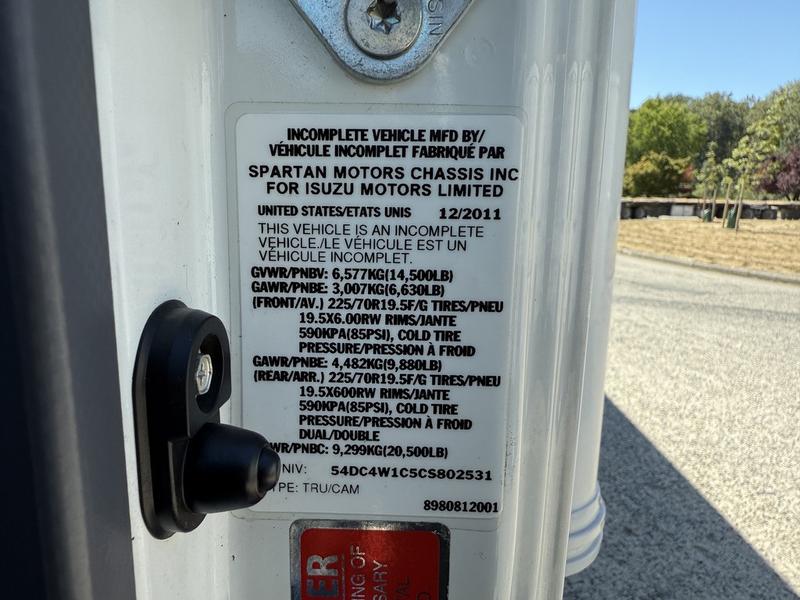 NISSIN
INCOMPLETE VEHICLE MFD BY/
VÉHICULE INCOMPLET FABRIQUÉ PAR
SPARTAN MOTORS CHASSIS INC
FOR ISUZU MOTORS LIMITED
UNITED STATES/ETATS UNIS 12/2011
THIS VEHICLE IS AN INCOMPLETE
VEHICLE./LE VÉHICULE EST UN
VÉHICULE INCOMPLET.
GVWR/PNBV: 6,577KG(14,500LB)
GAWR/PNBE: 3,007KG(6,630LB)
(FRONT/AV.) 225/70R19.5F/G TIRES/PNEU
19.5X6.00RW RIMS/JANTE
590KPA(85PSI), COLD TIRE
PRESSURE/PRESSION À FROID
GAWR/PNBE: 4,482KG(9,880LB)
(REAR/ARR.) 225/70R19.5F/G TIRES/PNEU
19.5X600RW RIMS/JANTE
590KPA(85PSI), COLD TIRE
PRESSURE/PRESSION À FROID
DUAL/DOUBLE
WR/PNBC: 9,299KG(20,500LB)
NIV: 54DC4W1C5CS802531
PE: TRU/CAM
8980812001
ER
ING OF
SARY